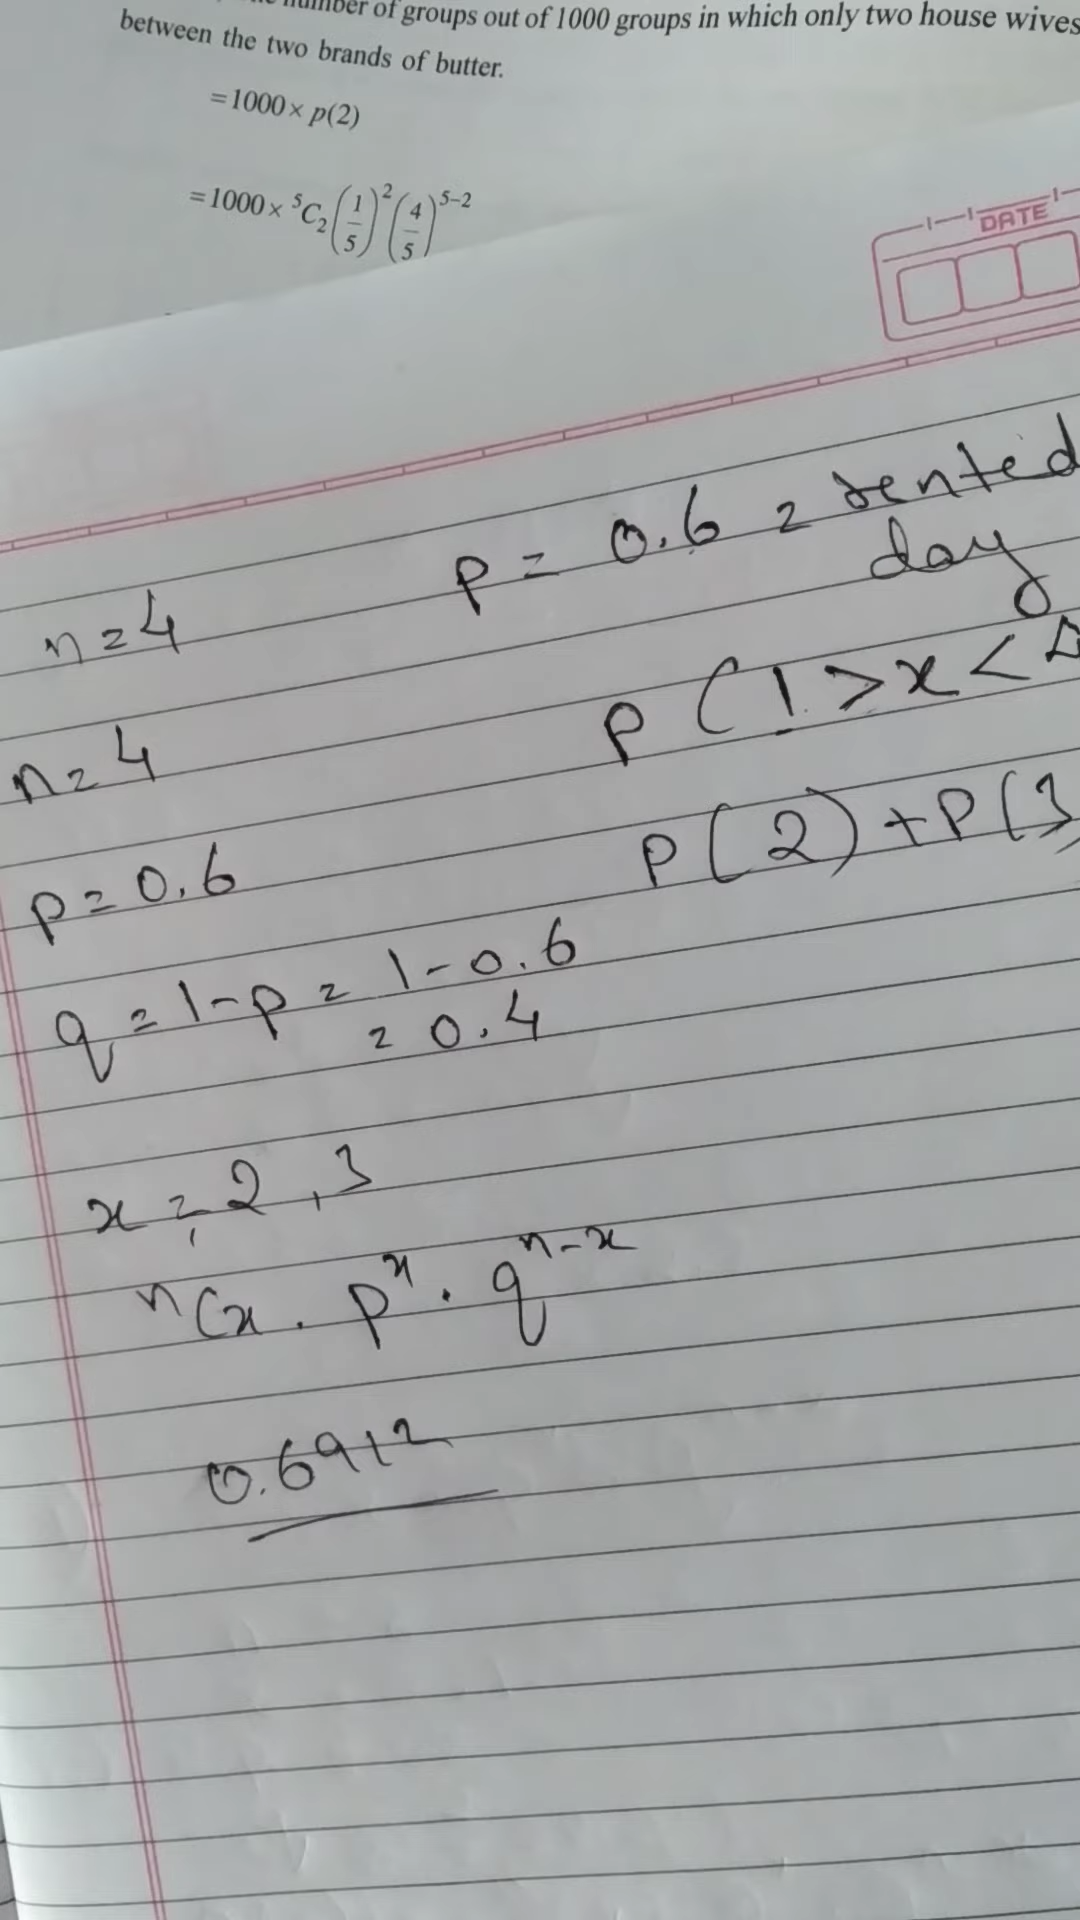 number of groups out of 1000 groups in which only two house wives
between the two brands of butter.
=1000× p(2)
=1000× ⁵C₂(1/5)²(4/5)⁵⁻²
DATE
n=4 p = 0.6 = rented
day
n=4 P(1>x<
p=0.6 P(2)+P(3
q=1-p = 1-0.6
= 0.4
x = 2, 3
ⁿCx . pˣ . qⁿ⁻ˣ
0.6912